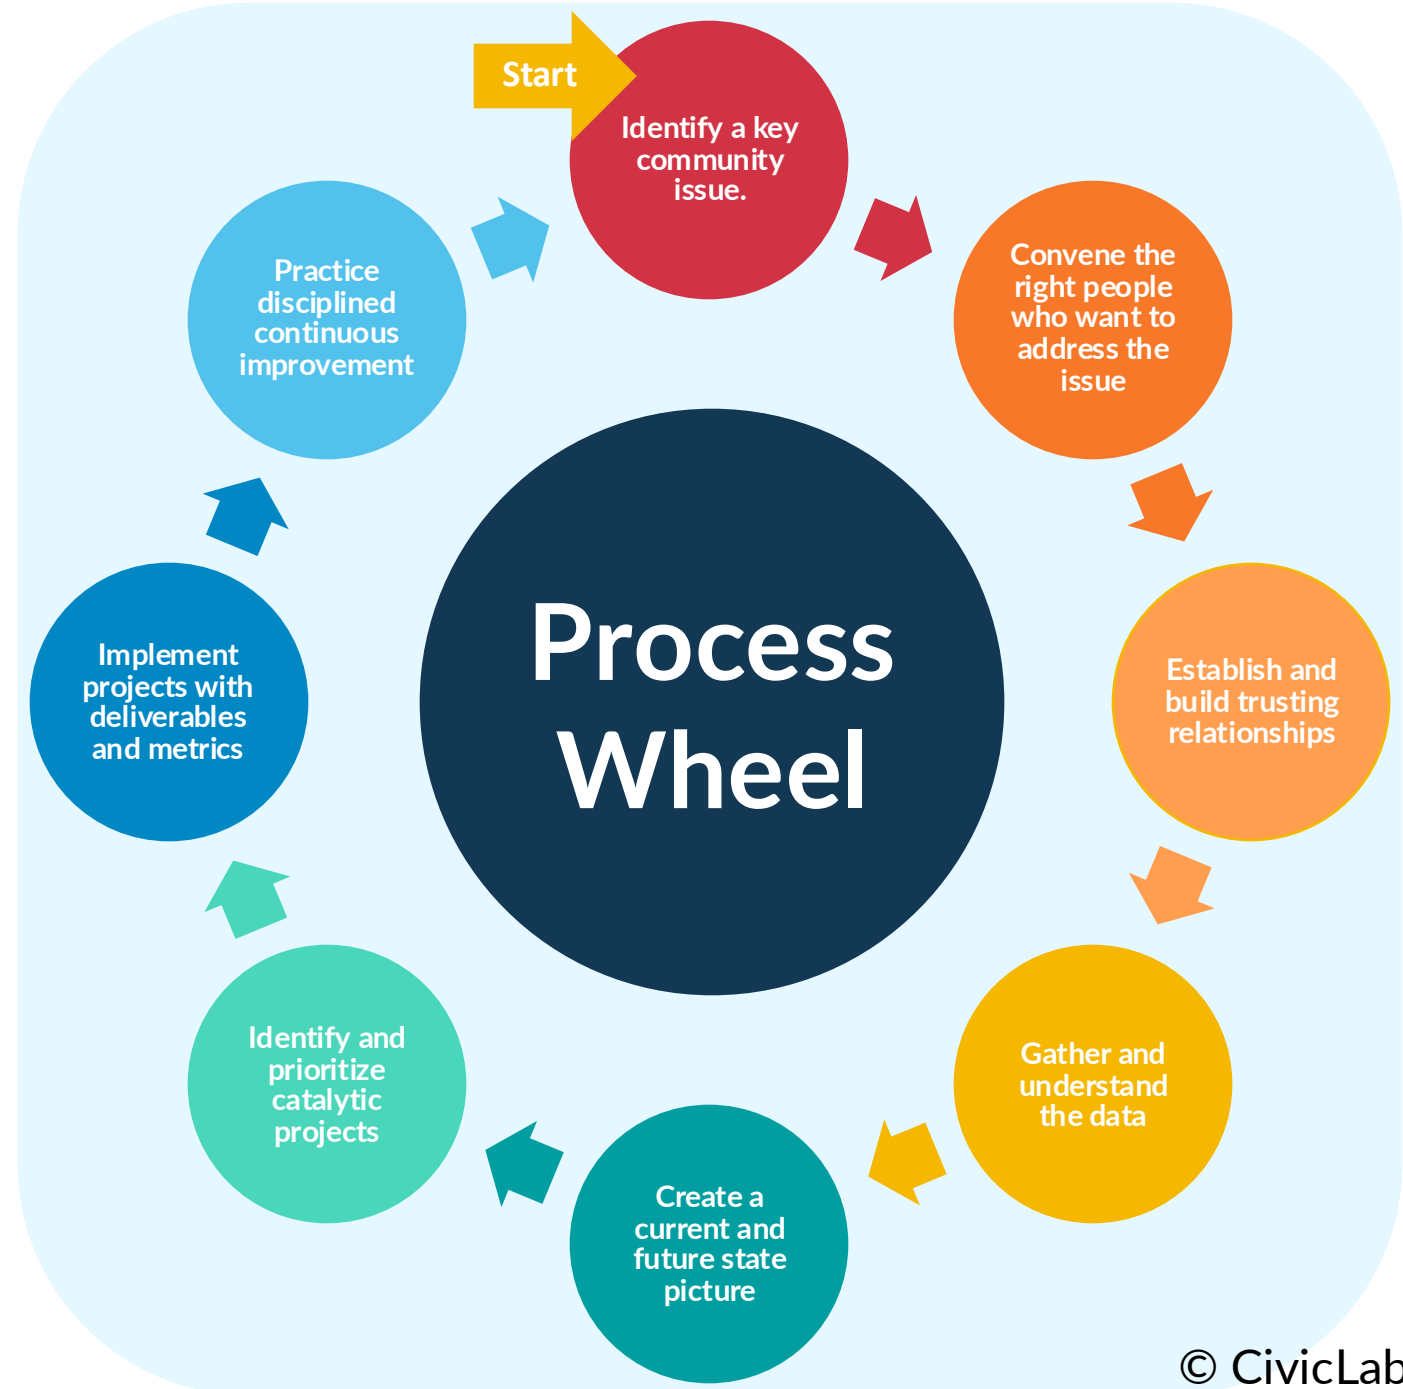 Start
Identify a key
community
issue.
Convene the
right people
who want to
address the
issue
Establish and
build trusting
relationships
Gather and
understand
the data
Create a
current and
future state
picture
Identify and
prioritize
catalytic
projects
Implement
projects with
deliverables
and metrics
Practice
disciplined
continuous
improvement
Process
Wheel
© CivicLab